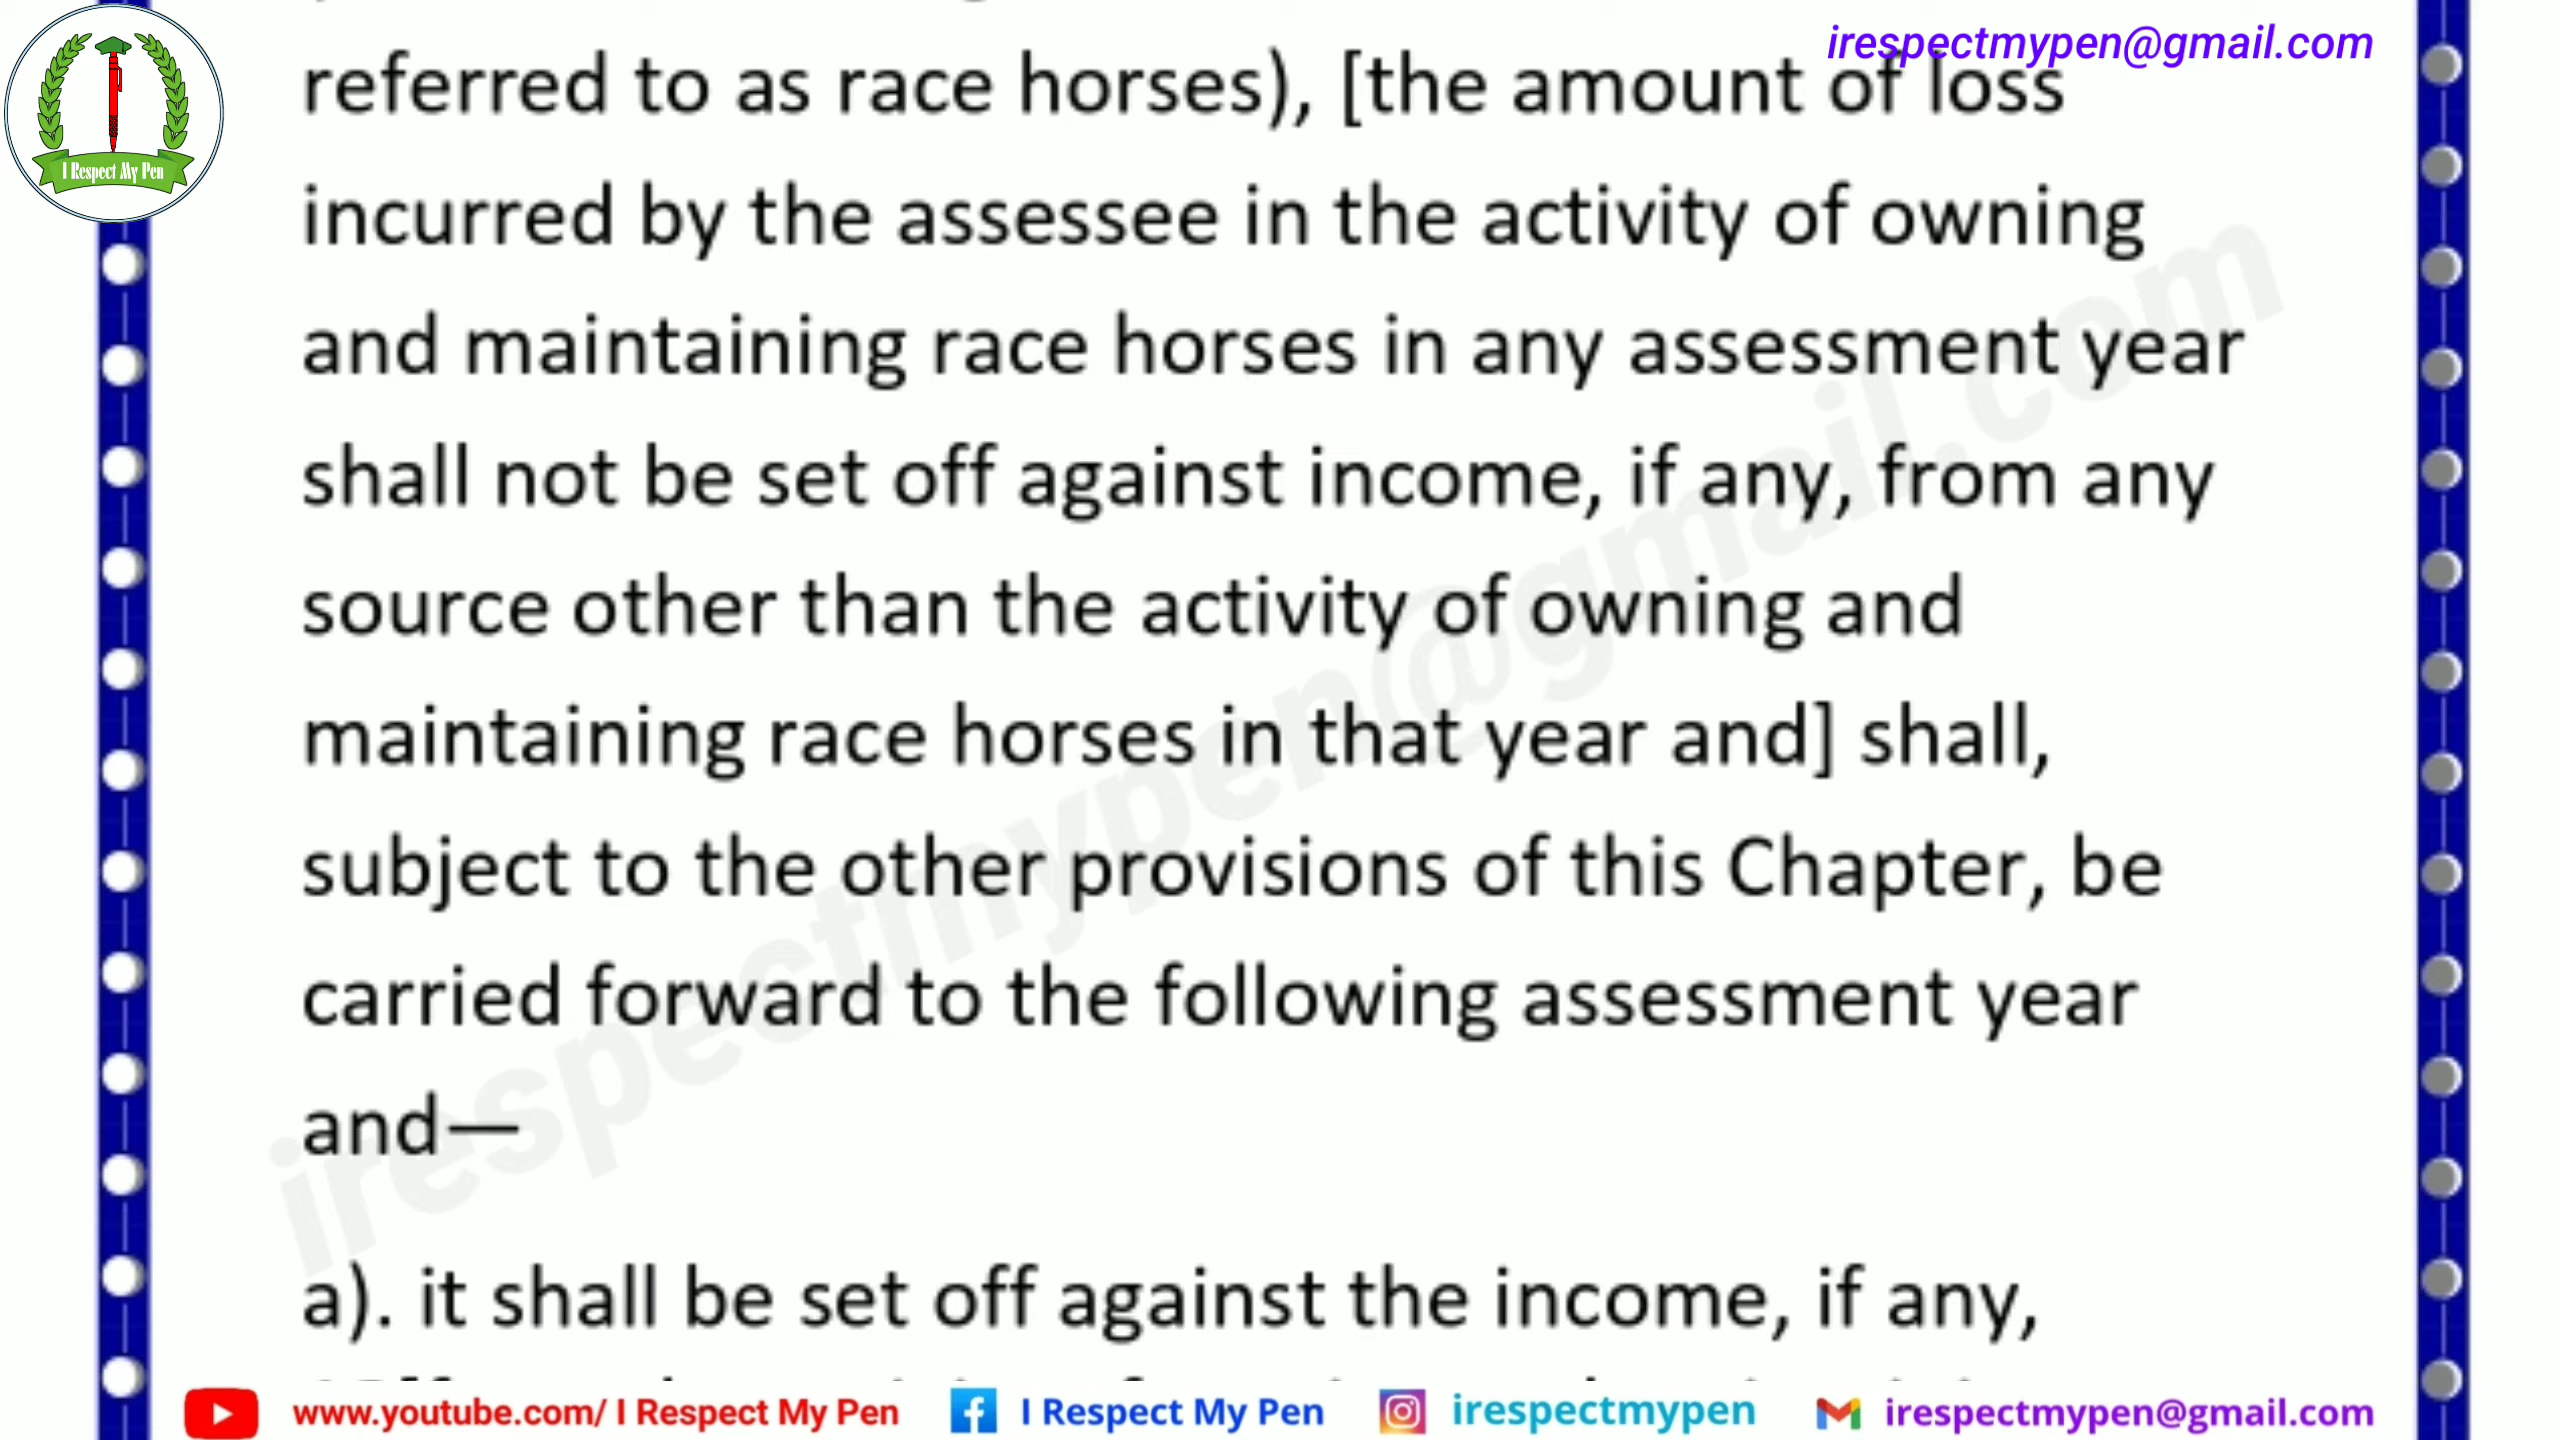 irespectmypen@gmail.com
I Respect My Pen
referred to as race horses), [the amount of loss
incurred by the assessee in the activity of owning
and maintaining race horses in any assessment year
shall not be set off against income, if any, from any
source other than the activity of owning and
maintaining race horses in that year and] shall,
subject to the other provisions of this Chapter, be
carried forward to the following assessment year
and—
a). it shall be set off against the income, if any,
irespectmypen@gmail.com
www.youtube.com/ I Respect My Pen
I Respect My Pen
irespectmypen
irespectmypen@gmail.com